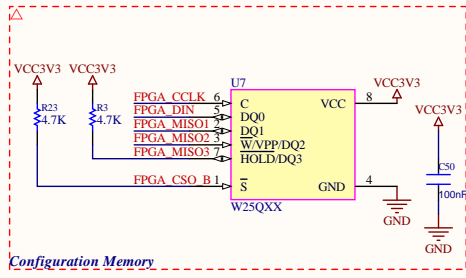 VCC3V3
VCC3V3
R23
4.7K
R3
4.7K
FPGA_CCLK 6
FPGA_DIN 5
FPGA_MISO1 2
FPGA_MISO2 3
FPGA_MISO3 7
FPGA_CSO_B 1
U7
C
DQ0
DQ1
W/VPP/DQ2
HOLD/DQ3
S
VCC 8
GND 4
W25QXX
VCC3V3
GND
VCC3V3
C50
100nF
GND
Configuration Memory